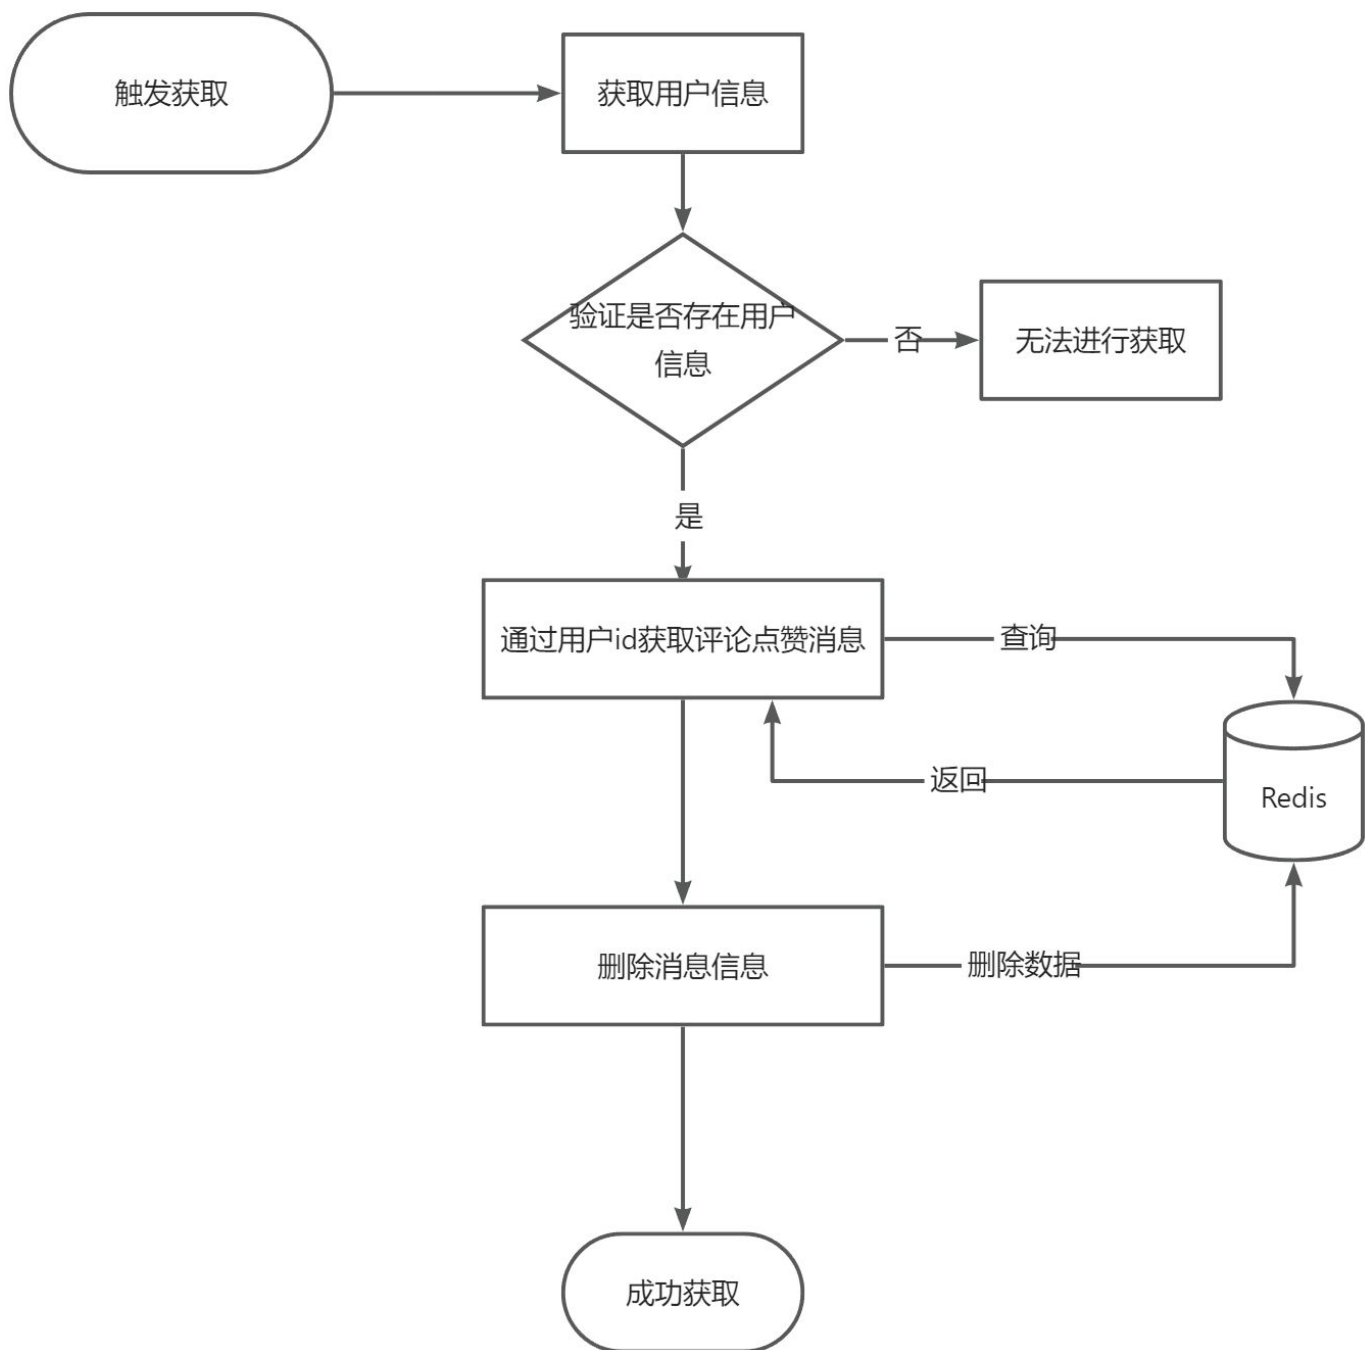 触发获取
获取用户信息
验证是否存在用户
信息
否
无法进行获取
是
通过用户id获取评论点赞消息
查询
返回
Redis
删除消息信息
删除数据
成功获取